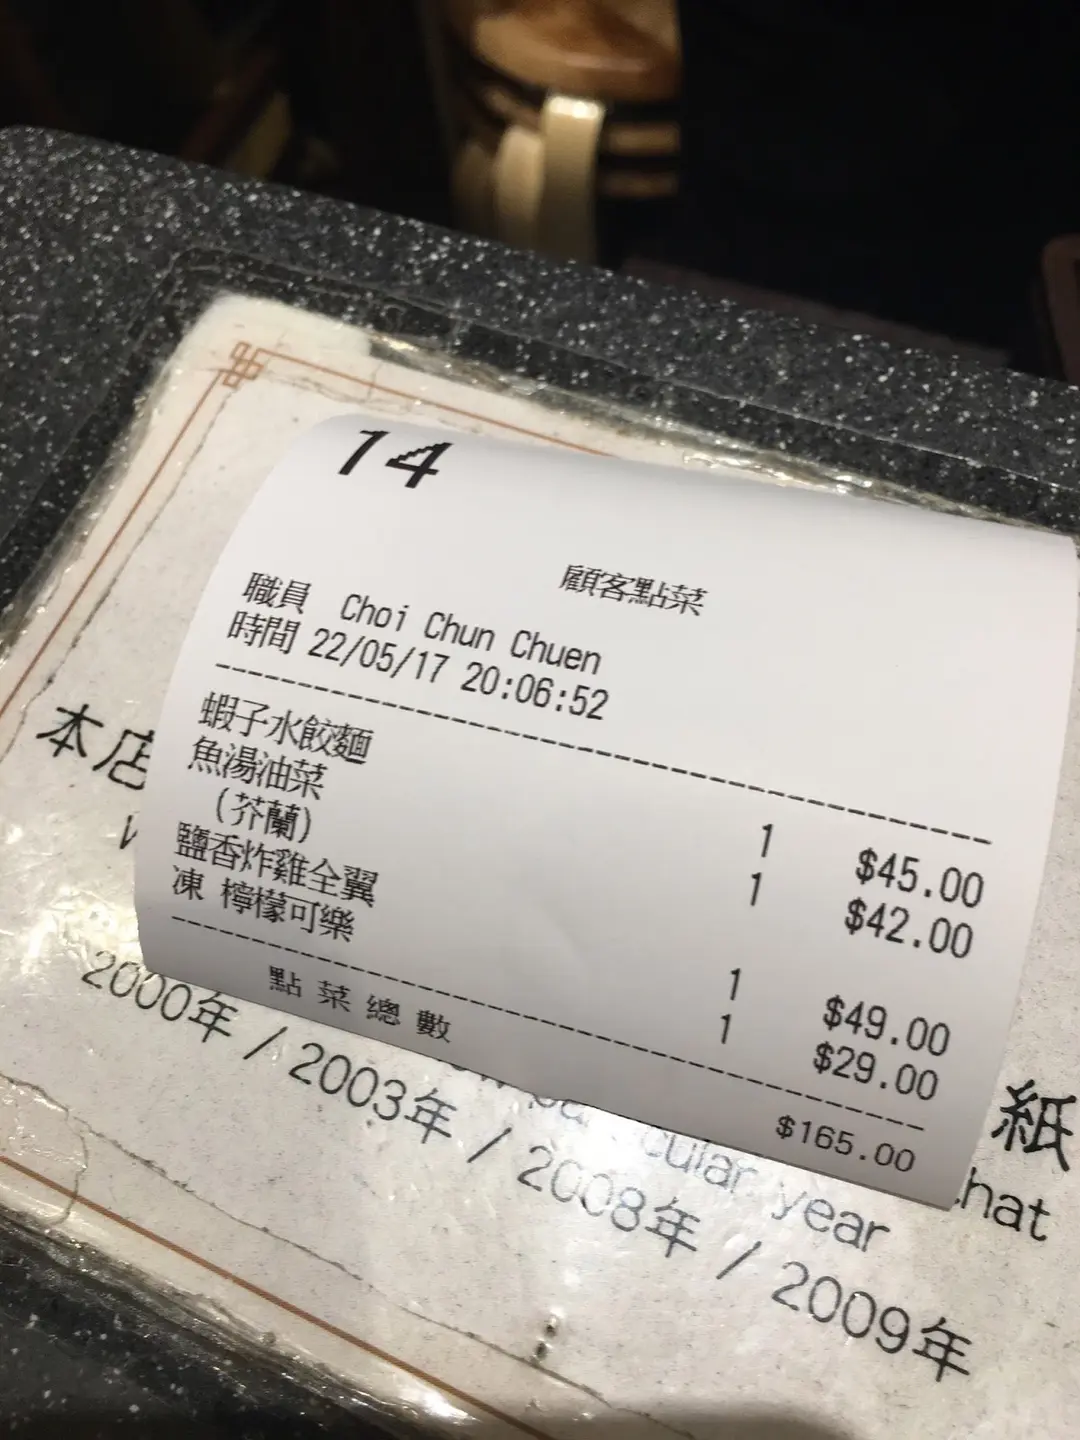 14
顧客點菜
職員 Choi Chun Chuen
時間 22/05/17 20:06:52
蝦子水餃麵 1 $45.00
魚湯油菜 1 $42.00
(芥蘭)
鹽香炸雞全翼 1 $49.00
凍 檸檬可樂 1 $29.00
點菜總數 $165.00
本店
紙
cular year
hat
2000年 / 2003年 / 2008年 / 2009年